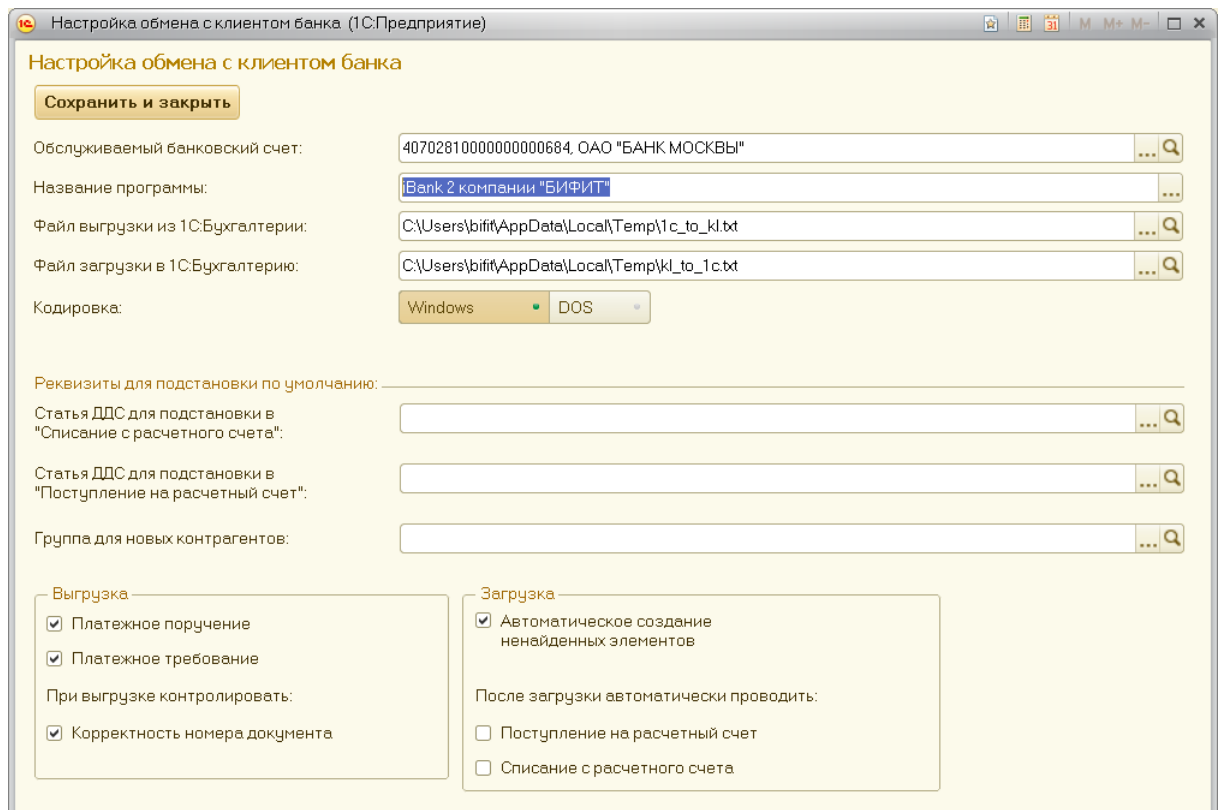 Настройка обмена с клиентом банка (1С:Предприятие) 31 M M+ M-
Настройка обмена с клиентом банка
Сохранить и закрыть
Обслуживаемый банковский счет: 40702810000000000684, ОАО "БАНК МОСКВЫ" ...
Название программы: iBank 2 компании "БИФИТ" ...
Файл выгрузки из 1С:Бухгалтерии: C:\Users\bifit\AppData\Local\Temp\1c_to_kl.txt ...
Файл загрузки в 1С:Бухгалтерию: C:\Users\bifit\AppData\Local\Temp\kl_to_1c.txt ...
Кодировка: Windows DOS
Реквизиты для подстановки по умолчанию:
Статья ДДС для подстановки в
"Списание с расчетного счета": ...
Статья ДДС для подстановки в
"Поступление на расчетный счет": ...
Группа для новых контрагентов: ...
Выгрузка
Платежное поручение
Платежное требование
При выгрузке контролировать:
Корректность номера документа
Загрузка
Автоматическое создание
ненайденных элементов
После загрузки автоматически проводить:
Поступление на расчетный счет
Списание с расчетного счета